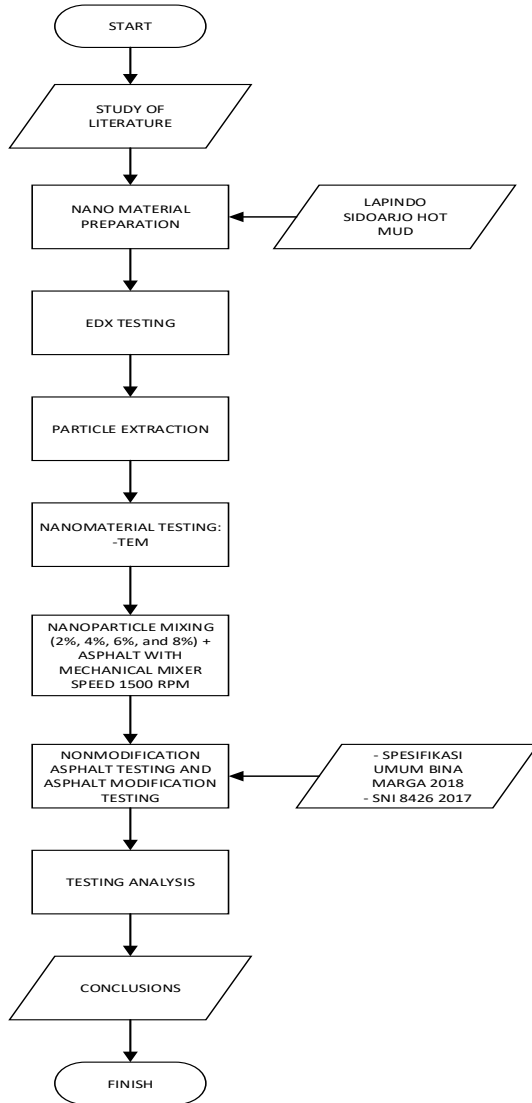 START
STUDY OF
LITERATURE
NANO MATERIAL
PREPARATION
LAPINDO
SIDOARJO HOT
MUD
EDX TESTING
PARTICLE EXTRACTION
NANOMATERIAL TESTING:
-TEM
NANOPARTICLE MIXING
(2%, 4%, 6%, and 8%) +
ASPHALT WITH
MECHANICAL MIXER
SPEED 1500 RPM
NONMODIFICATION
ASPHALT TESTING AND
ASPHALT MODIFICATION
TESTING
- SPESIFIKASI
UMUM BINA
MARGA 2018
- SNI 8426 2017
TESTING ANALYSIS
CONCLUSIONS
FINISH